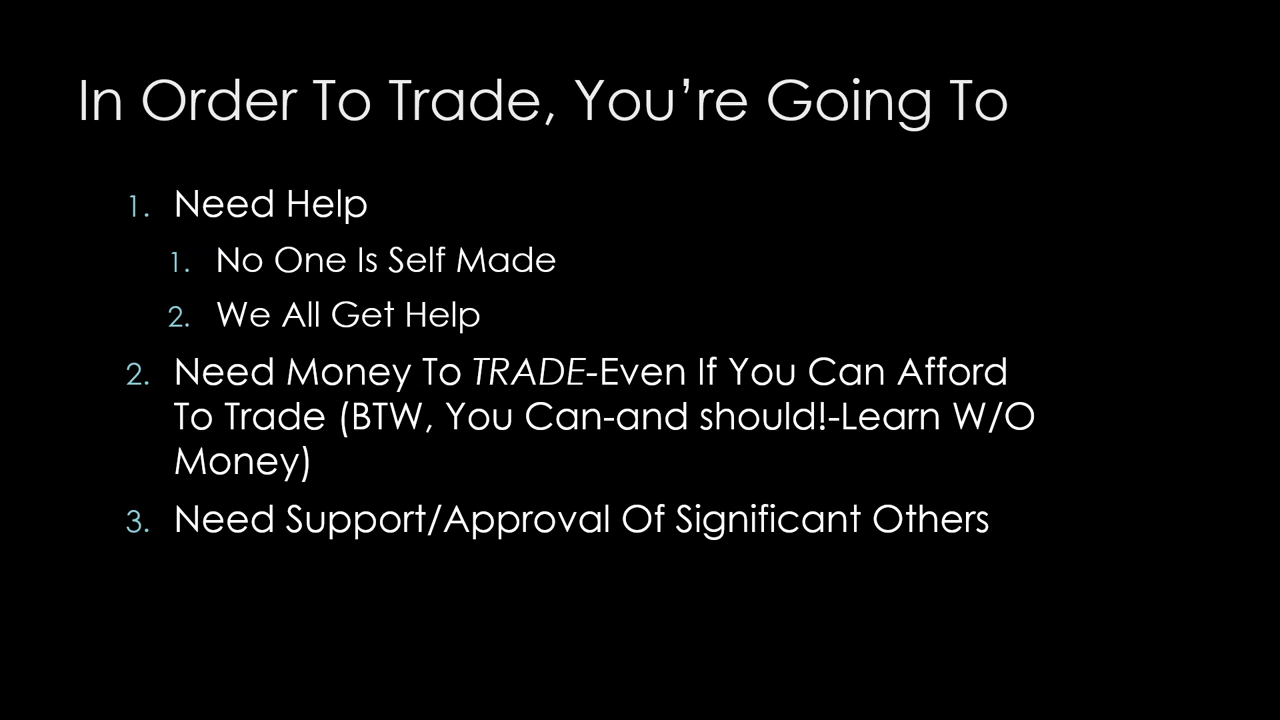 In Order To Trade, You’re Going To
1. Need Help
1. No One Is Self Made
2. We All Get Help
2. Need Money To TRADE-Even If You Can Afford
To Trade (BTW, You Can-and should!-Learn W/O
Money)
3. Need Support/Approval Of Significant Others